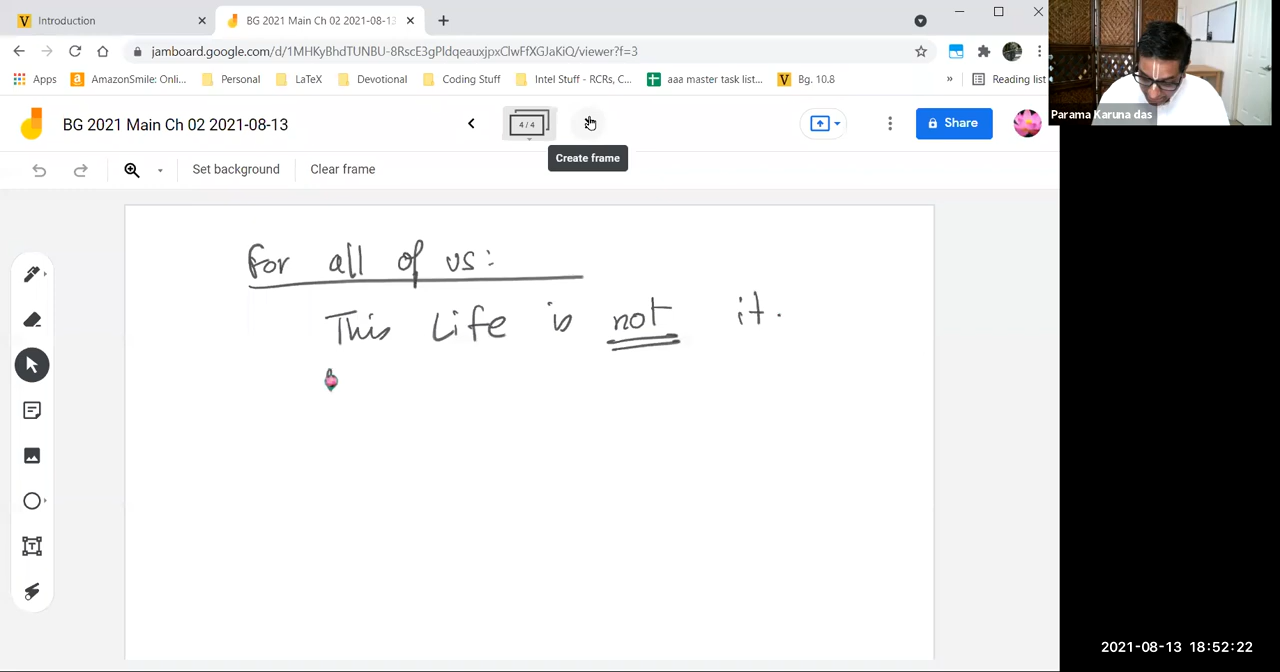 Introduction
BG 2021 Main Ch 02 2021-08-13
jamboard.google.com/d/1MHKyBhdTUNBU-8RscE3gPldqeauxjpxClwFfXGJaKiQ/viewer?f=3
Apps
AmazonSmile: Onli...
Personal
LaTeX
Devotional
Coding Stuff
Intel Stuff - RCRs, C...
aaa master task list...
Bg. 10.8
»
Reading list
Parama Karuna das
BG 2021 Main Ch 02 2021-08-13
4 / 4
Share
Create frame
Set background
Clear frame
For all of us:
This Life is not it.
2021-08-13 18:52:22